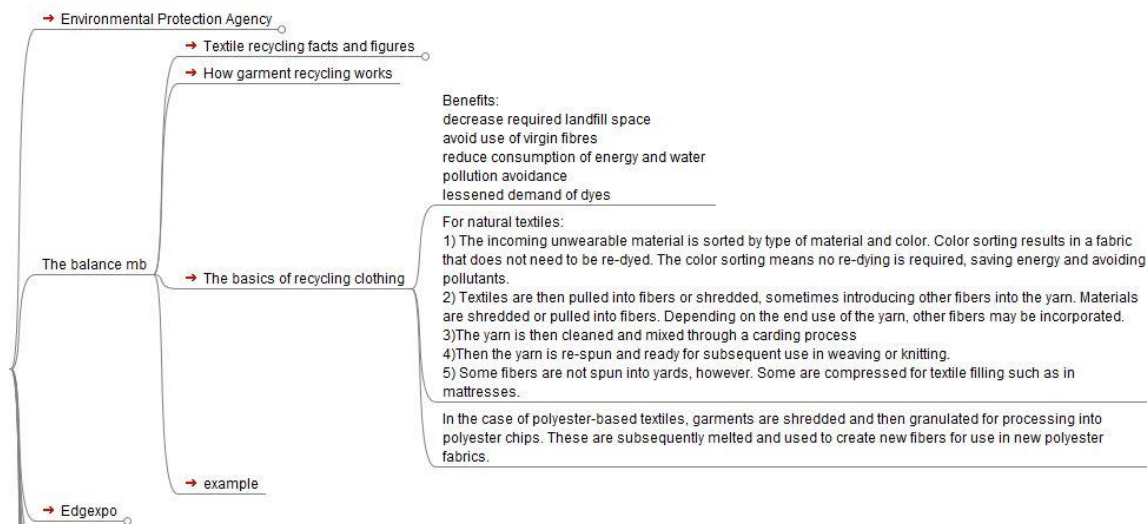 Environmental Protection Agency
Textile recycling facts and figures
How garment recycling works
Benefits:
decrease required landfill space
avoid use of virgin fibres
reduce consumption of energy and water
pollution avoidance
lessened demand of dyes
For natural textiles:
1) The incoming unwearable material is sorted by type of material and color. Color sorting results in a fabric
that does not need to be re-dyed. The color sorting means no re-dying is required, saving energy and avoiding
pollutants.
2) Textiles are then pulled into fibers or shredded, sometimes introducing other fibers into the yarn. Materials
are shredded or pulled into fibers. Depending on the end use of the yarn, other fibers may be incorporated.
3)The yarn is then cleaned and mixed through a carding process
4)Then the yarn is re-spun and ready for subsequent use in weaving or knitting.
5) Some fibers are not spun into yards, however. Some are compressed for textile filling such as in
mattresses.
The balance mb
The basics of recycling clothing
In the case of polyester-based textiles, garments are shredded and then granulated for processing into
polyester chips. These are subsequently melted and used to create new fibers for use in new polyester
fabrics.
example
Edgexpo